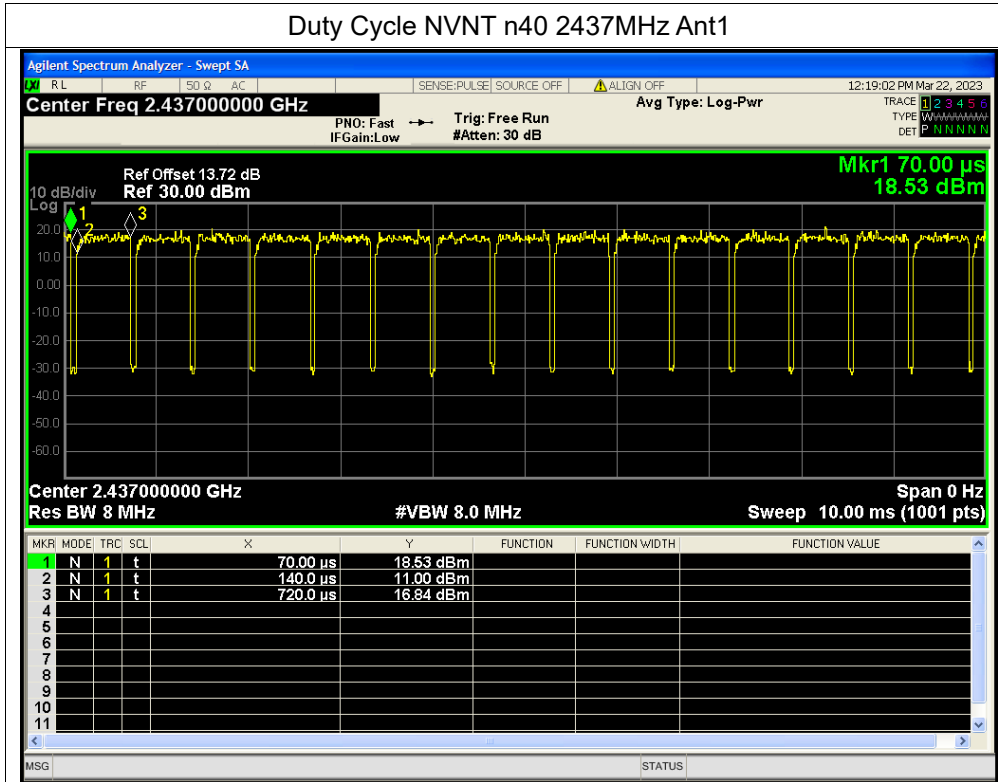 Duty Cycle NVNT n40 2437MHz Ant1
Agilent Spectrum Analyzer - Swept SA
LXI RL RF 50 Ω AC SENSE:PULSE SOURCE OFF ALIGN OFF 12:19:02 PM Mar 22, 2023
Center Freq 2.437000000 GHz Avg Type: Log-Pwr TRACE 1 2 3 4 5 6
PNO: Fast Trig: Free Run TYPE WWWWWW
IFGain:Low #Atten: 30 dB DET P N N N N N
Mkr1 70.00 µs
Ref Offset 13.72 dB
10 dB/div Ref 30.00 dBm 18.53 dBm
Log
1 2 3
20.0
10.0
0.00
-10.0
-20.0
-30.0
-40.0
-50.0
-60.0
Center 2.437000000 GHz Span 0 Hz
Res BW 8 MHz #VBW 8.0 MHz Sweep 10.00 ms (1001 pts)
MKR MODE TRC SCL X Y FUNCTION FUNCTION WIDTH FUNCTION VALUE
1 N 1 t 70.00 µs 18.53 dBm
2 N 1 t 140.0 µs 11.00 dBm
3 N 1 t 720.0 µs 16.84 dBm
4
5
6
7
8
9
10
11
MSG STATUS